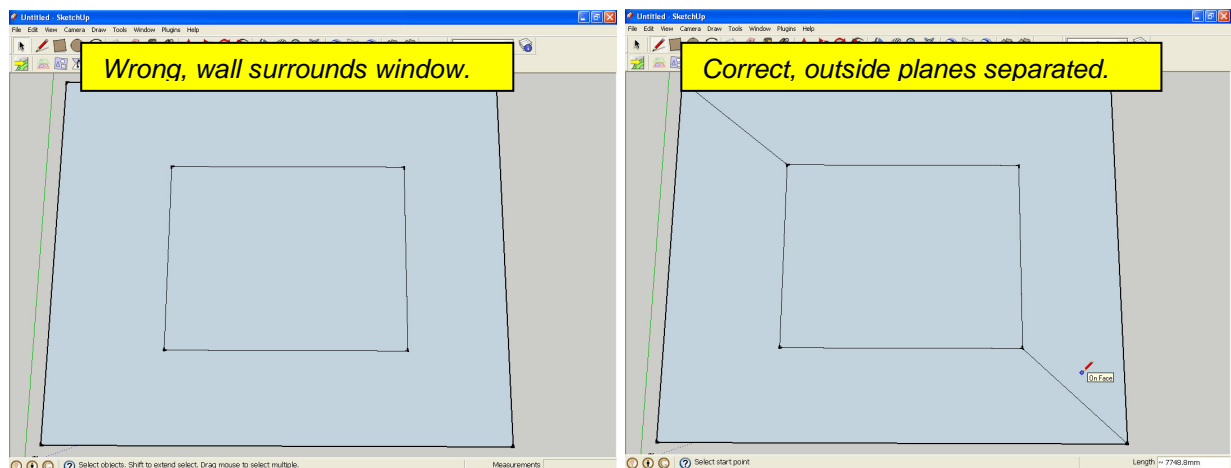 Untitled - SketchUp
File Edit View Camera Draw Tools Window Plugins Help
Wrong, wall surrounds window.
Select objects. Shift to extend select. Drag mouse to select multiple.
Measurements
Untitled - SketchUp
File Edit View Camera Draw Tools Window Plugins Help
Correct, outside planes separated.
On Face
Select start point
Length ~ 7748.8mm